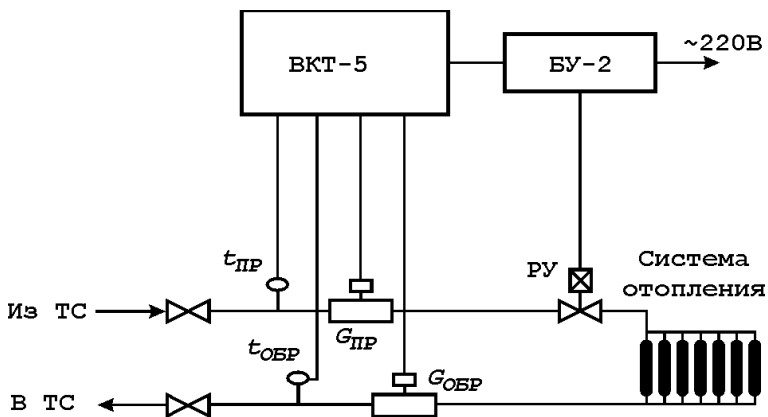 ВКТ-5
БУ-2
~220В
tПР
РУ
Система
отопления
Из ТС
GПР
tОБР
GОБР
В ТС